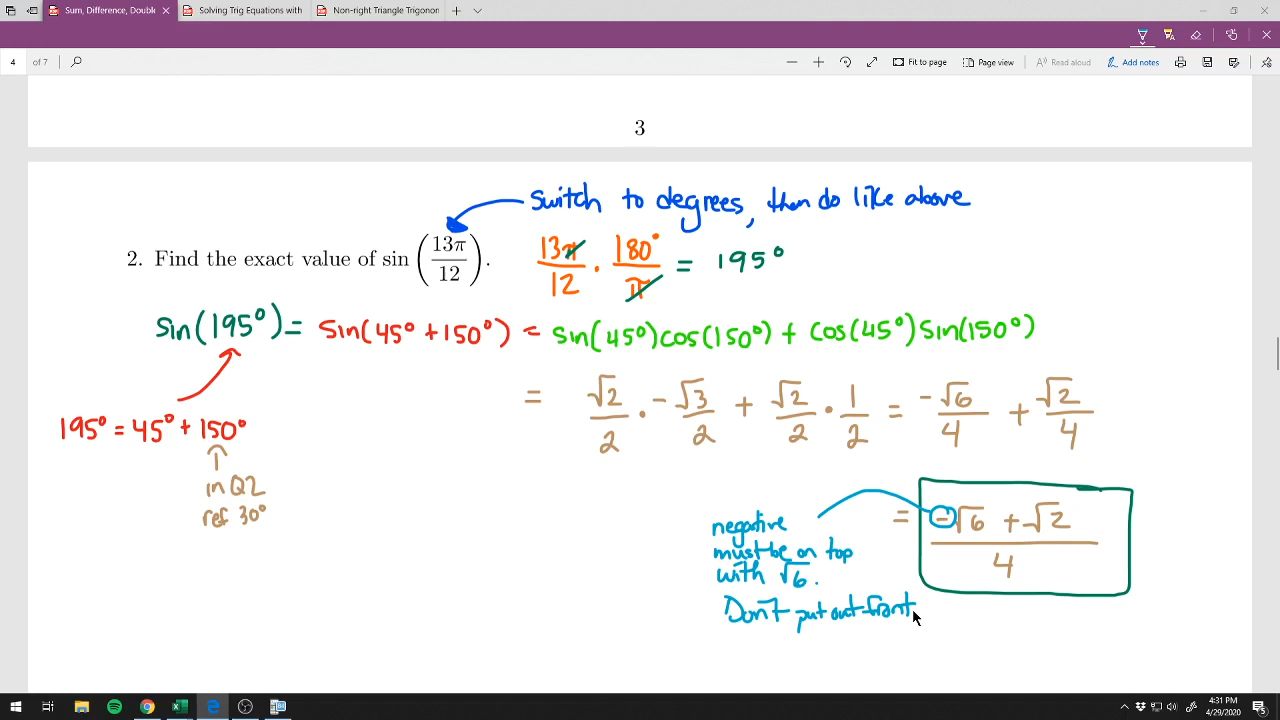 Sum, Difference, Doubl
Solving Trig Equations with
Non-right Triangle Trigonon
4 of 7
Fit to page
Page view
Read aloud
Add notes
3
Switch to degrees, then do like above
2. Find the exact value of sin (13π/12).
13π/12 · 180°/π = 195°
sin(195°) = sin(45° + 150°) = sin(45°)cos(150°) + cos(45°)sin(150°)
= √2/2 · -√3/2 + √2/2 · 1/2 = -√6/4 + √2/4
195° = 45° + 150°
in Q2
ref 30°
= (-√6 + √2)/4
negative
must be on top
with √6.
Don't put out front
4:31 PM
4/29/2020